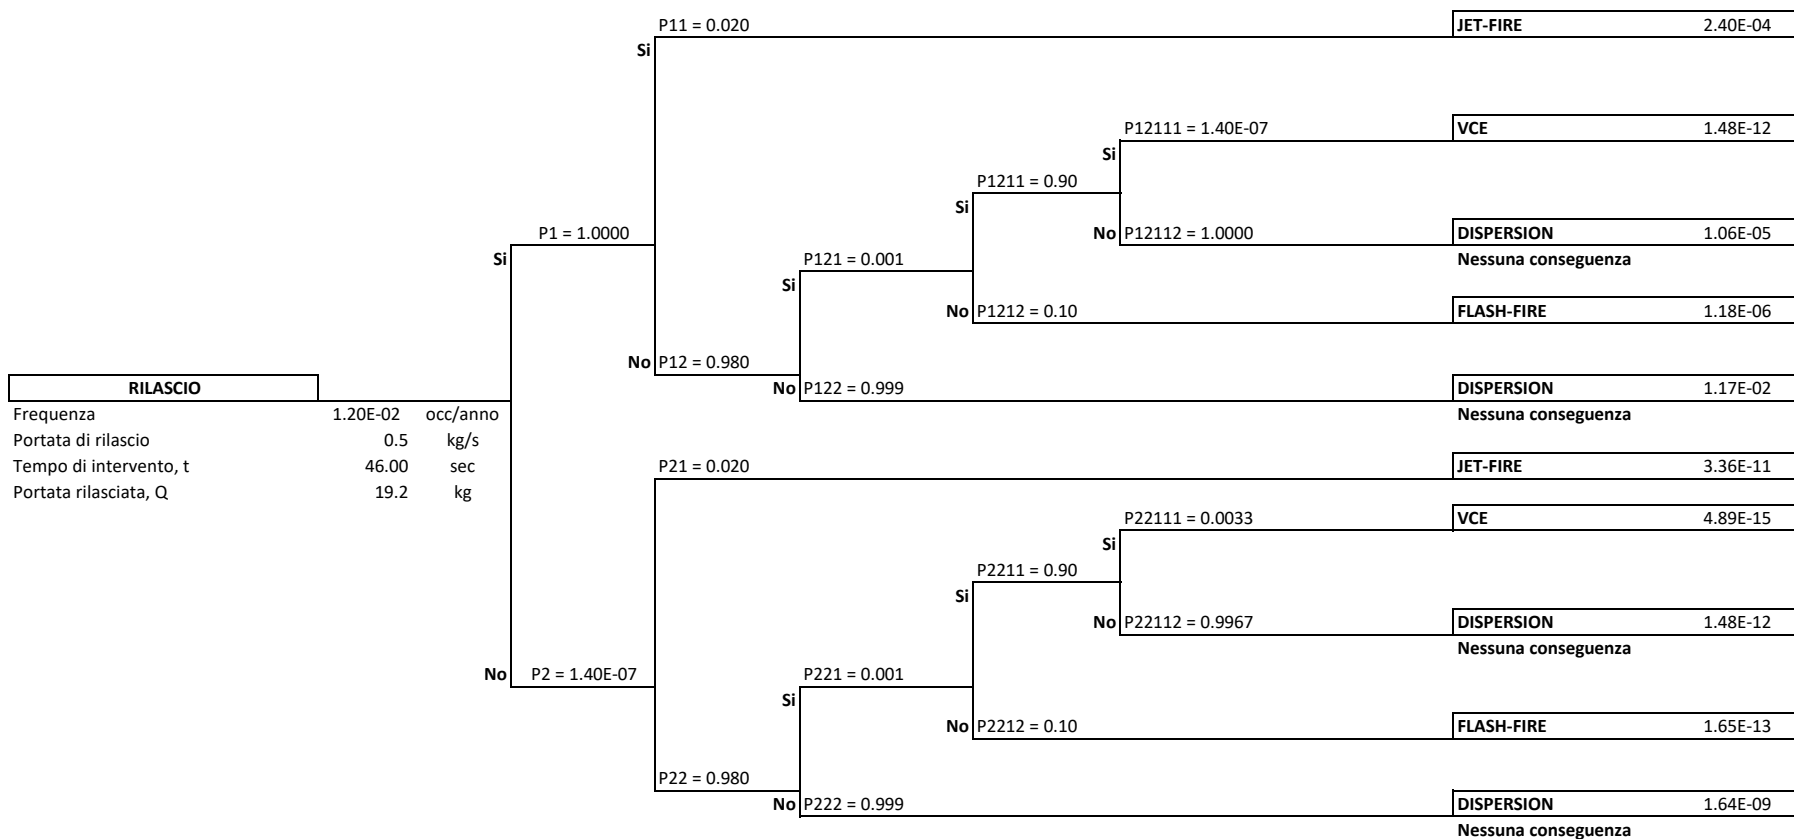 P11 = 0.020 JET-FIRE 2.40E-04
Si
P12111 = 1.40E-07 VCE 1.48E-12
Si
P1211 = 0.90
Si
P1 = 1.0000 No P12112 = 1.0000 DISPERSION 1.06E-05
Si P121 = 0.001 Nessuna conseguenza
Si
No P1212 = 0.10 FLASH-FIRE 1.18E-06
No P12 = 0.980
RILASCIO No P122 = 0.999 DISPERSION 1.17E-02
Frequenza 1.20E-02 occ/anno Nessuna conseguenza
Portata di rilascio 0.5 kg/s
Tempo di intervento, t 46.00 sec P21 = 0.020 JET-FIRE 3.36E-11
Portata rilasciata, Q 19.2 kg
P22111 = 0.0033 VCE 4.89E-15
Si
P2211 = 0.90
Si
No P22112 = 0.9967 DISPERSION 1.48E-12
Nessuna conseguenza
No P2 = 1.40E-07 P221 = 0.001
Si
No P2212 = 0.10 FLASH-FIRE 1.65E-13
P22 = 0.980
No P222 = 0.999 DISPERSION 1.64E-09
Nessuna conseguenza